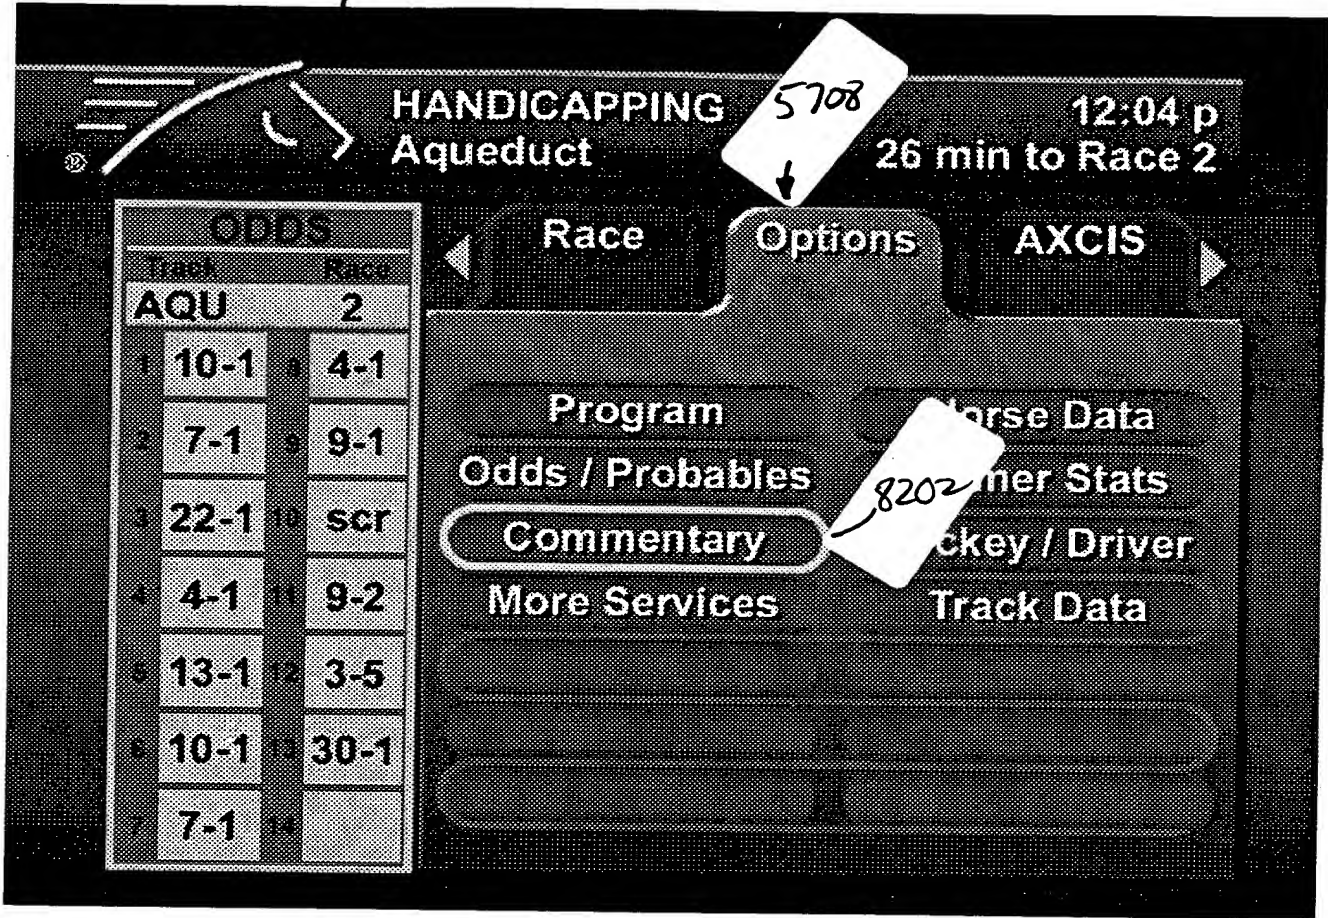 HANDICAPPING
Aqueduct
12:04 p
26 min to Race 2
®
5708
ODDS
Track Race
AQU 2
1 10-1 8 4-1
2 7-1 9 9-1
3 22-1 10 scr
4 4-1 11 9-2
5 13-1 12 3-5
6 10-1 13 30-1
7 7-1 14
Race
Options
AXCIS
Program
Odds / Probables
Commentary
More Services
8202
Data
Stats
/ Driver
Track Data